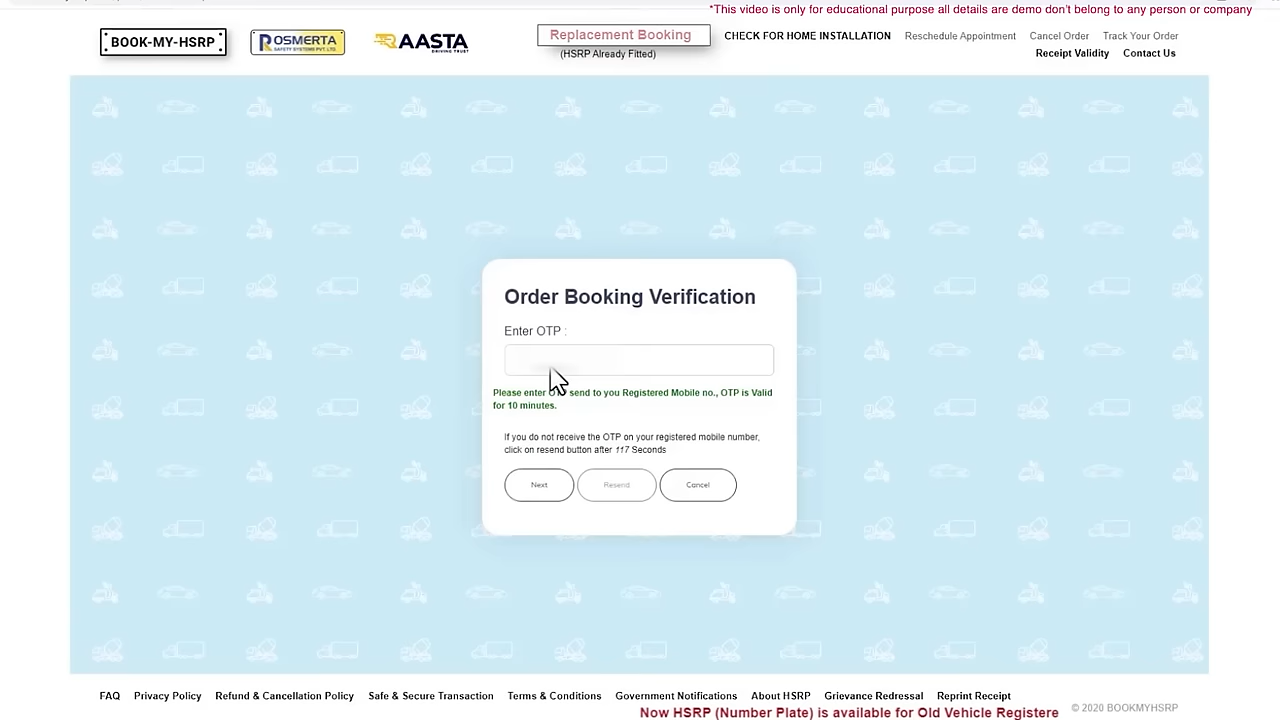 *This video is only for educational purpose all details are demo don't belong to any person or company
BOOK-MY-HSRP
ROSMERTA
SAFETY SYSTEMS PVT. LTD.
AASTA
DRIVING TRUST
Replacement Booking
(HSRP Already Fitted)
CHECK FOR HOME INSTALLATION
Reschedule Appointment
Cancel Order
Track Your Order
Receipt Validity
Contact Us
Order Booking Verification
Enter OTP :
Please enter OTP send to you Registered Mobile no., OTP is Valid
for 10 minutes.
If you do not receive the OTP on your registered mobile number,
click on resend button after 117 Seconds
Next
Resend
Cancel
FAQ
Privacy Policy
Refund & Cancellation Policy
Safe & Secure Transaction
Terms & Conditions
Government Notifications
About HSRP
Grievance Redressal
Reprint Receipt
© 2020 BOOKMYHSRP
Now HSRP (Number Plate) is available for Old Vehicle Registere